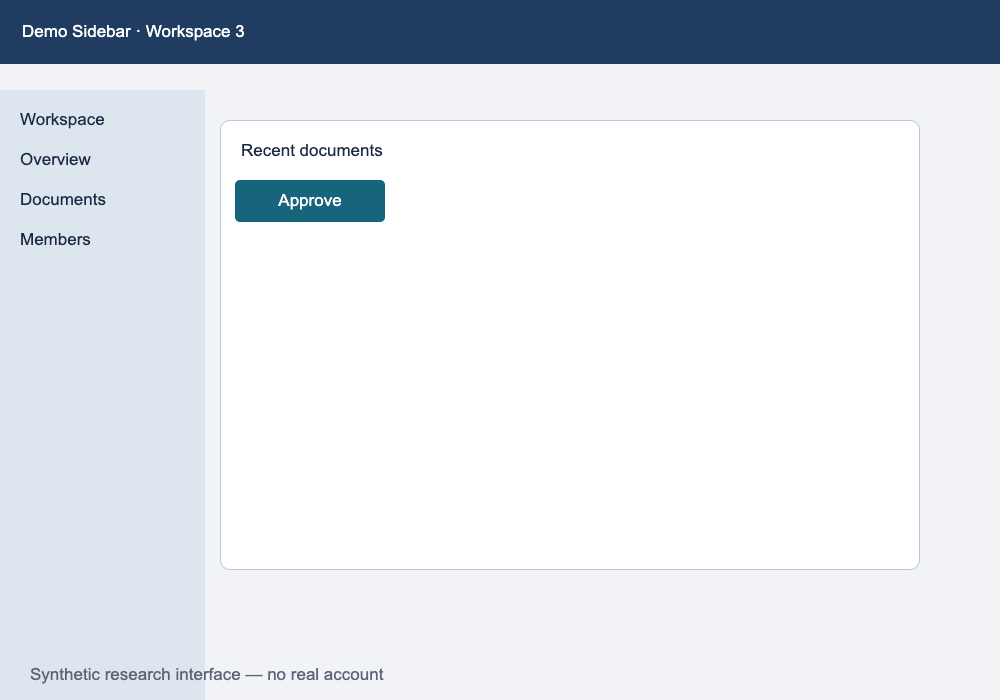 Demo Sidebar · Workspace 3
Workspace
Overview
Documents
Members
Recent documents
Approve
Synthetic research interface — no real account